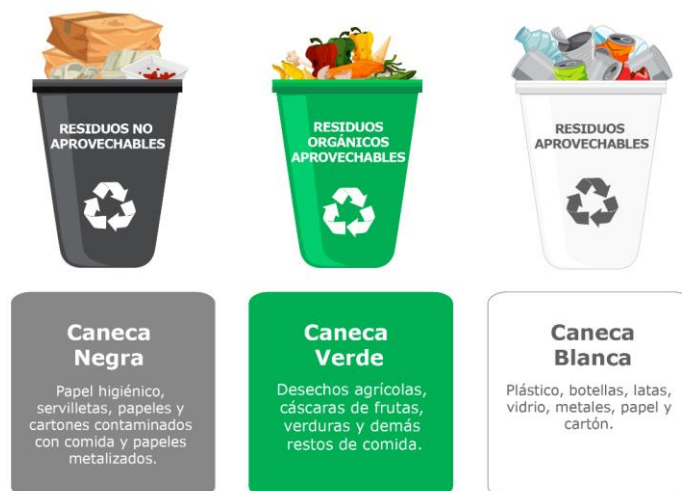 RESIDUOS NO
APROVECHABLES
RESIDUOS
ORGÁNICOS
APROVECHABLES
RESIDUOS
APROVECHABLES
Caneca
Negra
Papel higiénico,
servilletas, papeles y
cartones contaminados
con comida y papeles
metalizados.
Caneca
Verde
Desechos agrícolas,
cáscaras de frutas,
verduras y demás
restos de comida.
Caneca
Blanca
Plástico, botellas, latas,
vidrio, metales, papel y
cartón.